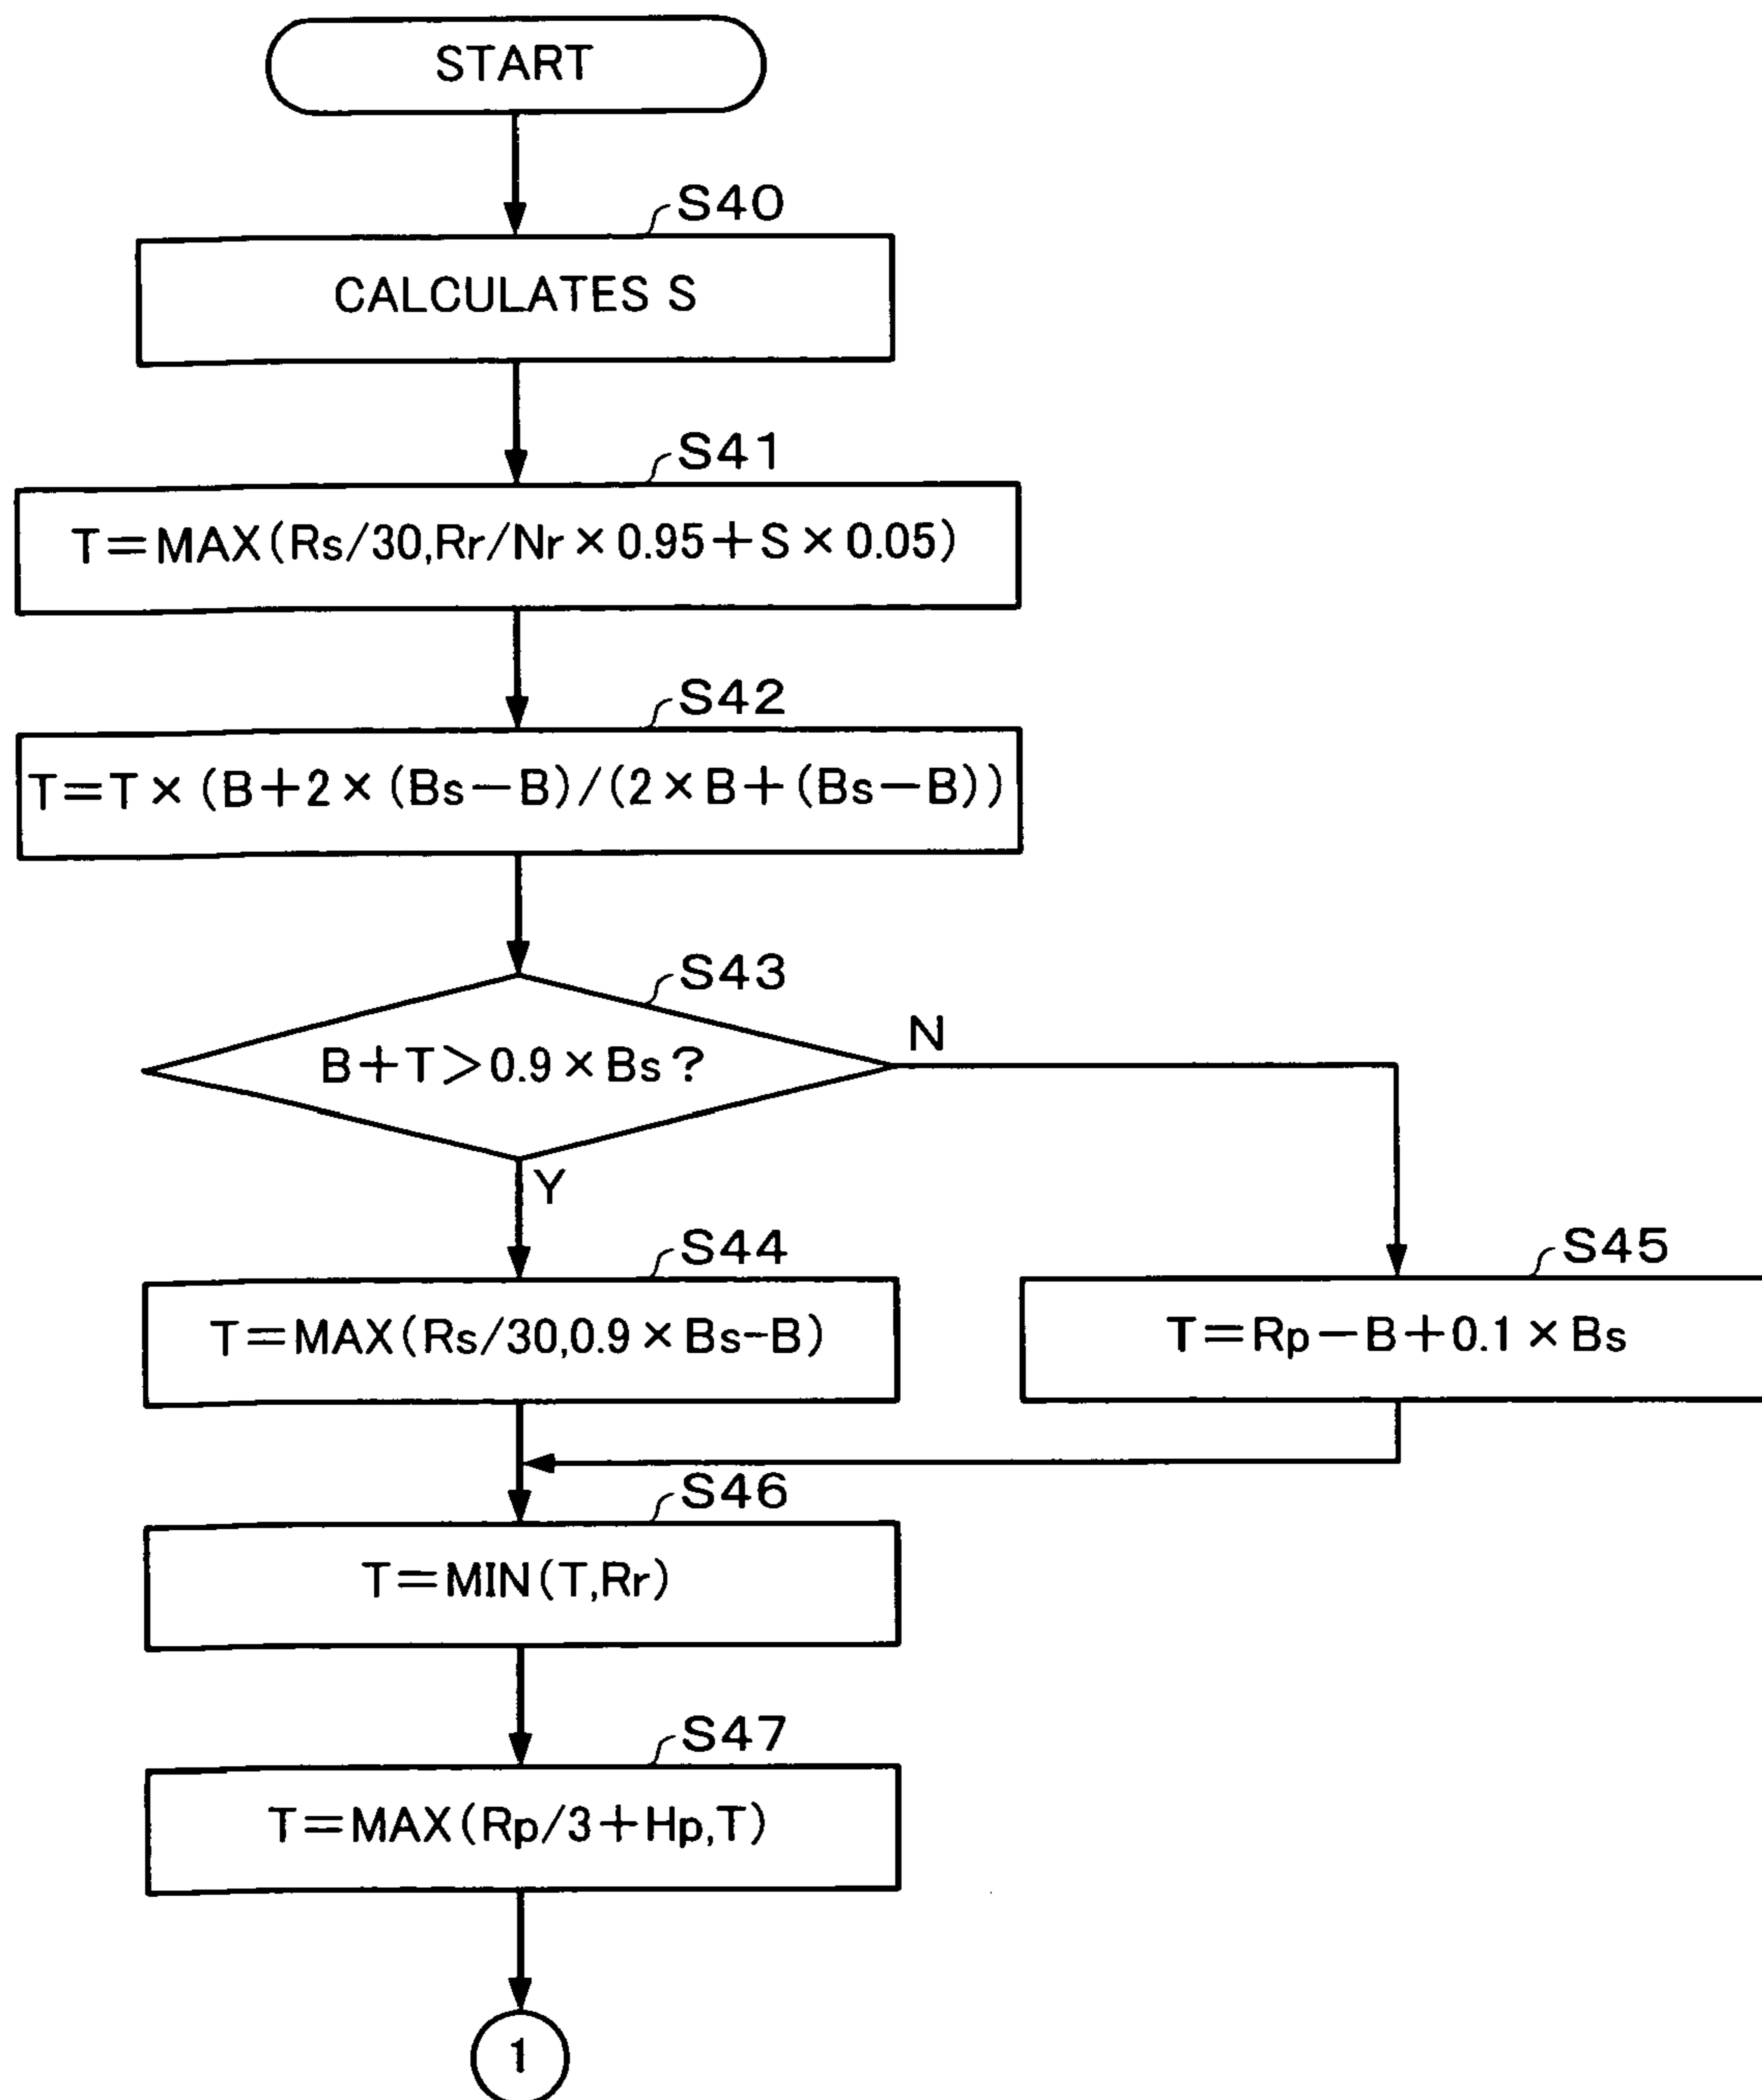 START
S40
CALCULATES S
S41
T=MAX(Rs/30,Rr/Nr×0.95+S×0.05)
S42
T=T×(B+2×(Bs-B)/(2×B+(Bs-B))
S43
B+T>0.9×Bs?
N
Y
S44
T=MAX(Rs/30,0.9×Bs-B)
S45
T=Rp-B+0.1×Bs
S46
T=MIN(T,Rr)
S47
T=MAX(Rp/3+Hp,T)
1